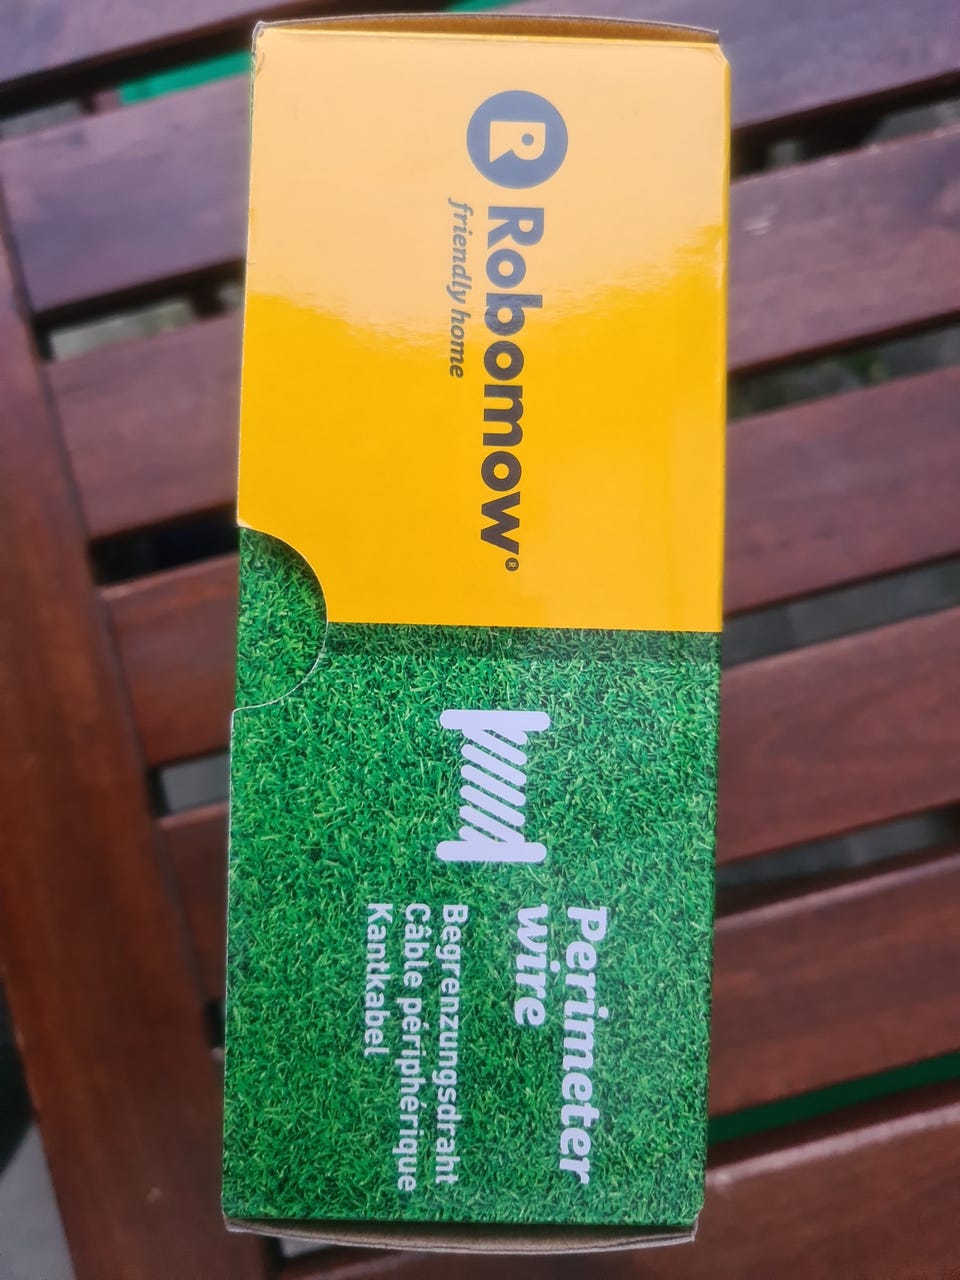 Robomow®
friendly home
Perimeter
wire
Begrenzungsdraht
Câble périphérique
Kantkabel